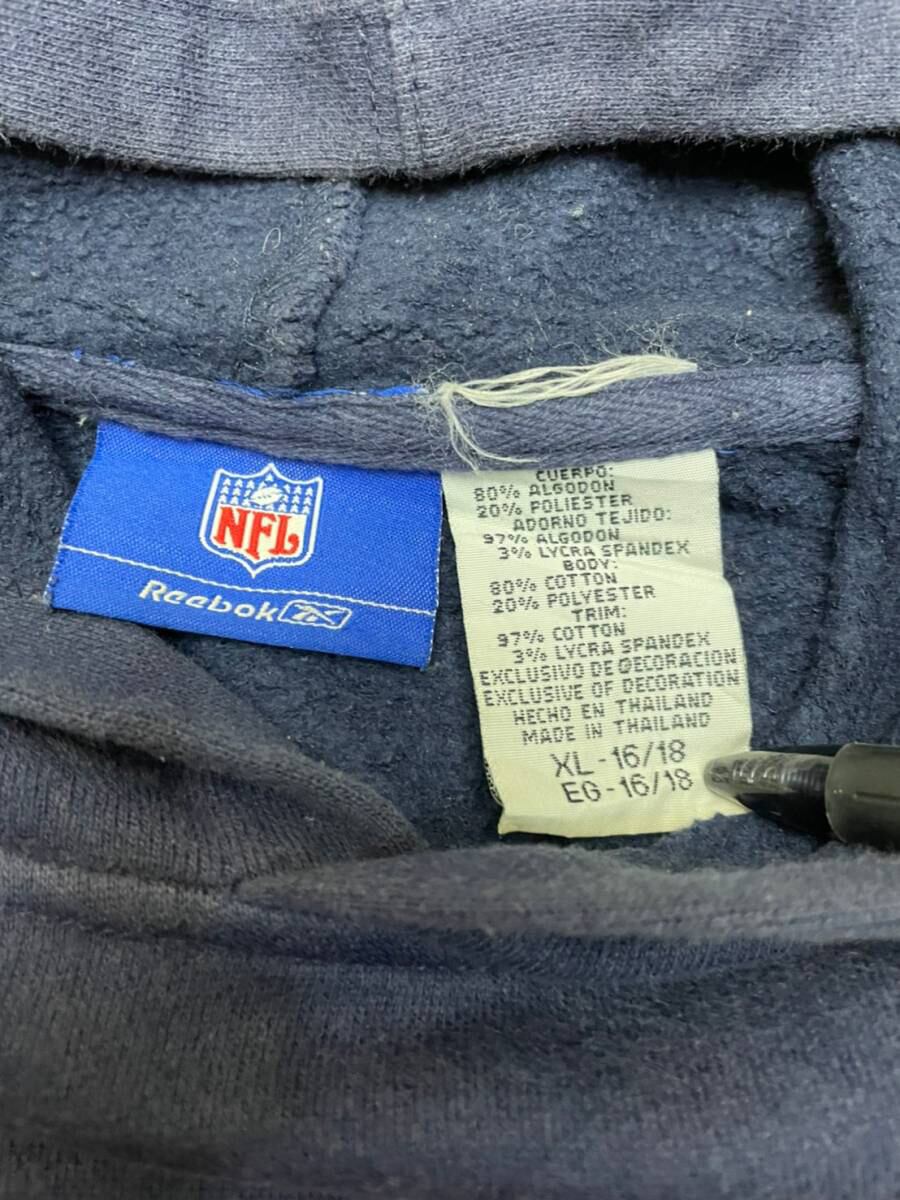 NFL
Reebok
CUERPO:
80% ALGODON
20% POLIESTER
ADORNO TEJIDO:
97% ALGODON
3% LYCRA SPANDEX
BODY:
80% COTTON
20% POLYESTER
TRIM:
97% COTTON
3% LYCRA SPANDEX
EXCLUSIVO DE DECORACION
EXCLUSIVE OF DECORATION
HECHO EN THAILAND
MADE IN THAILAND
XL-16/18
EG-16/18